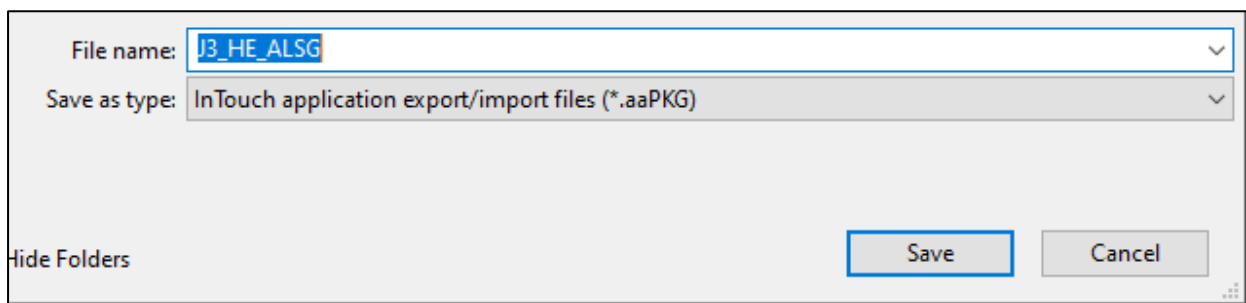 File name: J3_HE_ALSG
Save as type: InTouch application export/import files (*.aaPKG)
Hide Folders
Save Cancel